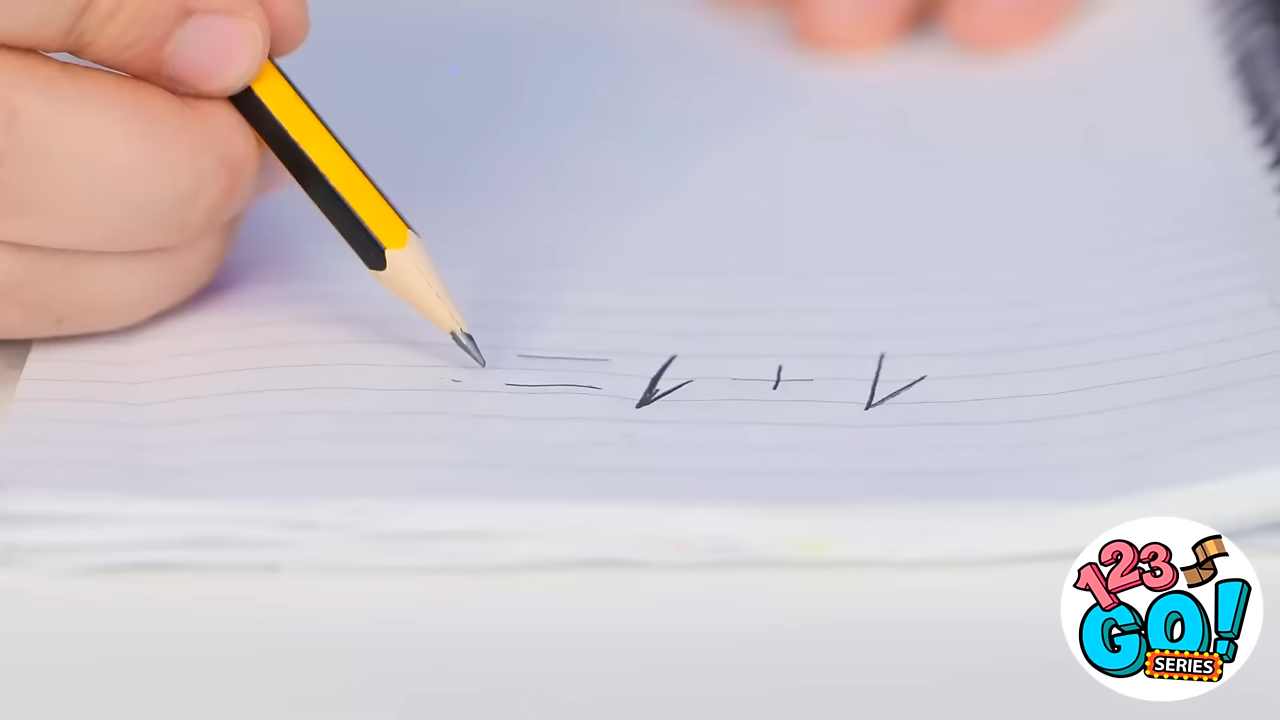 1 + 1 =
123
GO!
SERIES